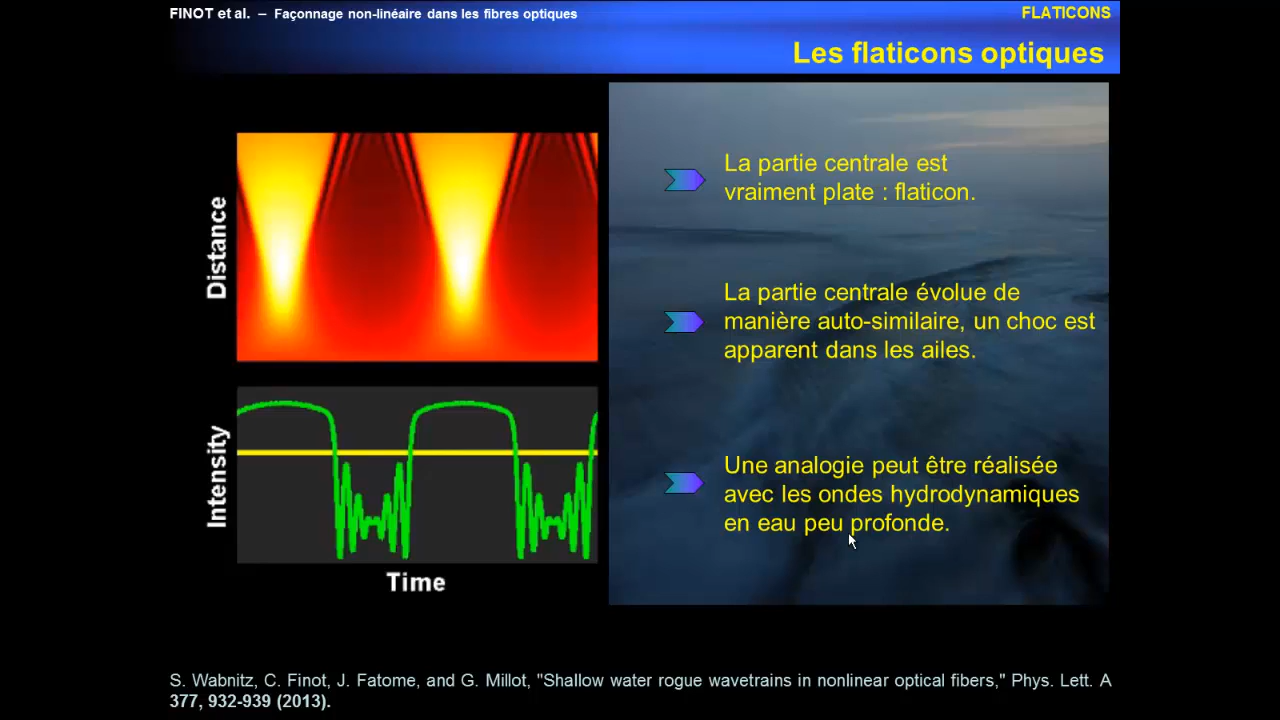 FINOT et al. – Façonnage non-linéaire dans les fibres optiques
FLATICONS
Les flaticons optiques
La partie centrale est
vraiment plate : flaticon.
Distance
La partie centrale évolue de
manière auto-similaire, un choc est
apparent dans les ailes.
Intensity
Une analogie peut être réalisée
avec les ondes hydrodynamiques
en eau peu profonde.
Time
S. Wabnitz, C. Finot, J. Fatome, and G. Millot, "Shallow water rogue wavetrains in nonlinear optical fibers," Phys. Lett. A
377, 932-939 (2013).